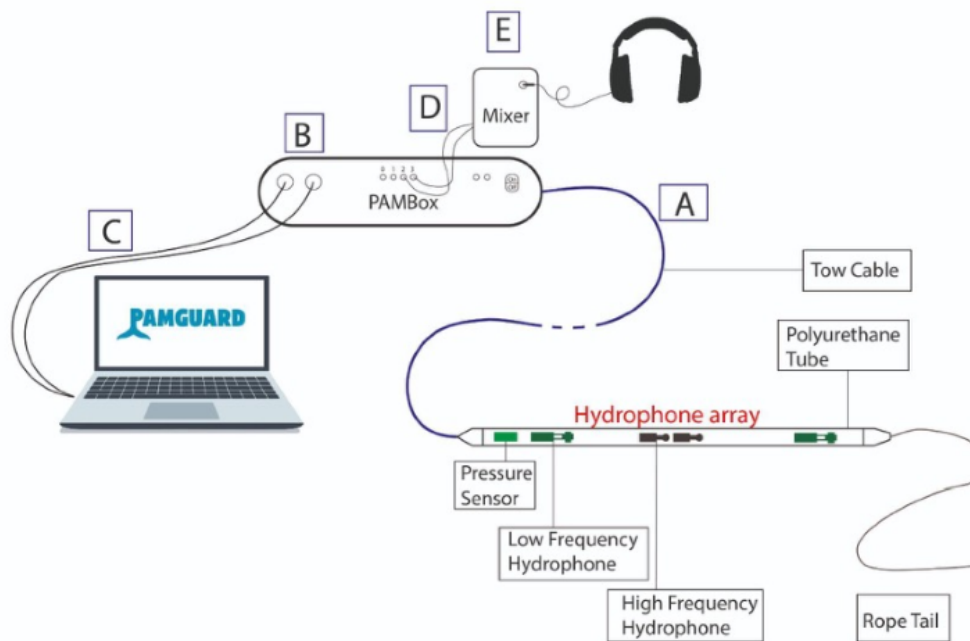 E
D
Mixer
B
0 1 2 3
PAMBox
A
C
Tow Cable
PAMGUARD
Polyurethane
Tube
Hydrophone array
Pressure
Sensor
Low Frequency
Hydrophone
High Frequency
Hydrophone
Rope Tail